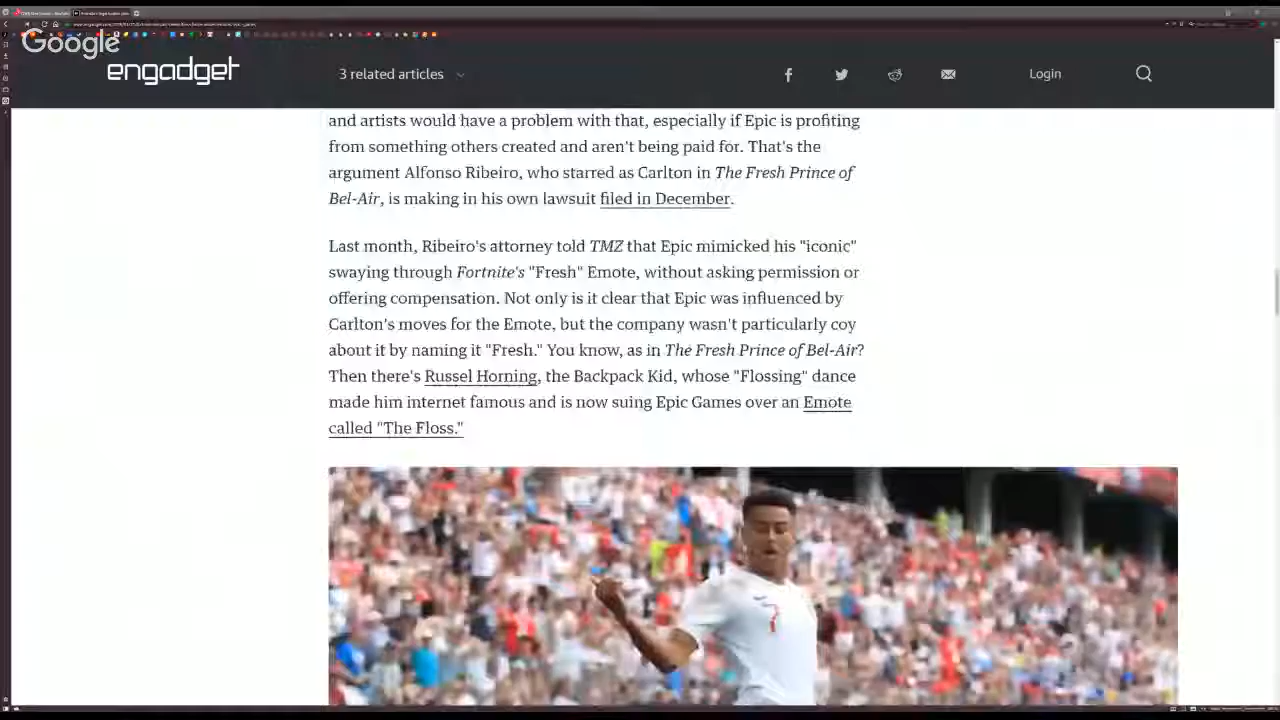 Google
engadget
3 related articles
Login
and artists would have a problem with that, especially if Epic is profiting
from something others created and aren't being paid for. That's the
argument Alfonso Ribeiro, who starred as Carlton in The Fresh Prince of
Bel-Air, is making in his own lawsuit filed in December.
Last month, Ribeiro's attorney told TMZ that Epic mimicked his "iconic"
swaying through Fortnite's "Fresh" Emote, without asking permission or
offering compensation. Not only is it clear that Epic was influenced by
Carlton's moves for the Emote, but the company wasn't particularly coy
about it by naming it "Fresh." You know, as in The Fresh Prince of Bel-Air?
Then there's Russel Horning, the Backpack Kid, whose "Flossing" dance
made him internet famous and is now suing Epic Games over an Emote
called "The Floss."
7